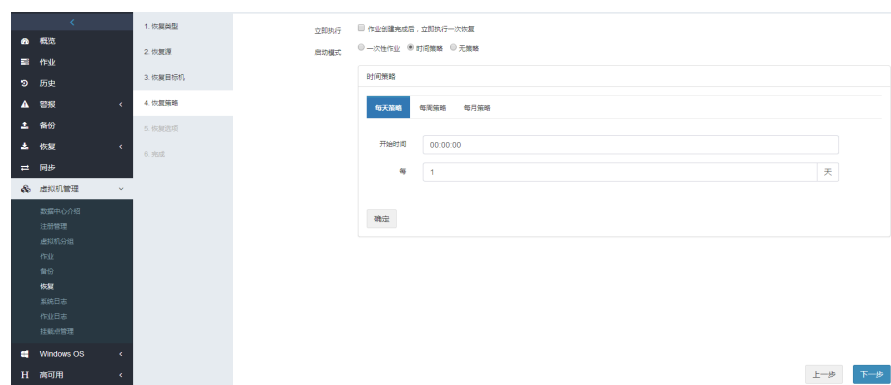 概览
作业
历史
警报
备份
恢复
同步
虚拟机管理
数据中心介绍
注册管理
虚拟机分组
作业
备份
恢复
系统日志
作业日志
挂载点管理
Windows OS
H 高可用
1. 恢复类型
2. 恢复源
3. 恢复目标机
4. 恢复策略
5. 恢复选项
6. 完成
立即执行 作业创建完成后，立即执行一次恢复
启动模式 一次性作业 时间策略 无策略
时间策略
每天策略 每周策略 每月策略
开始时间 00:00:00
每 1 天
确定
上一步 下一步